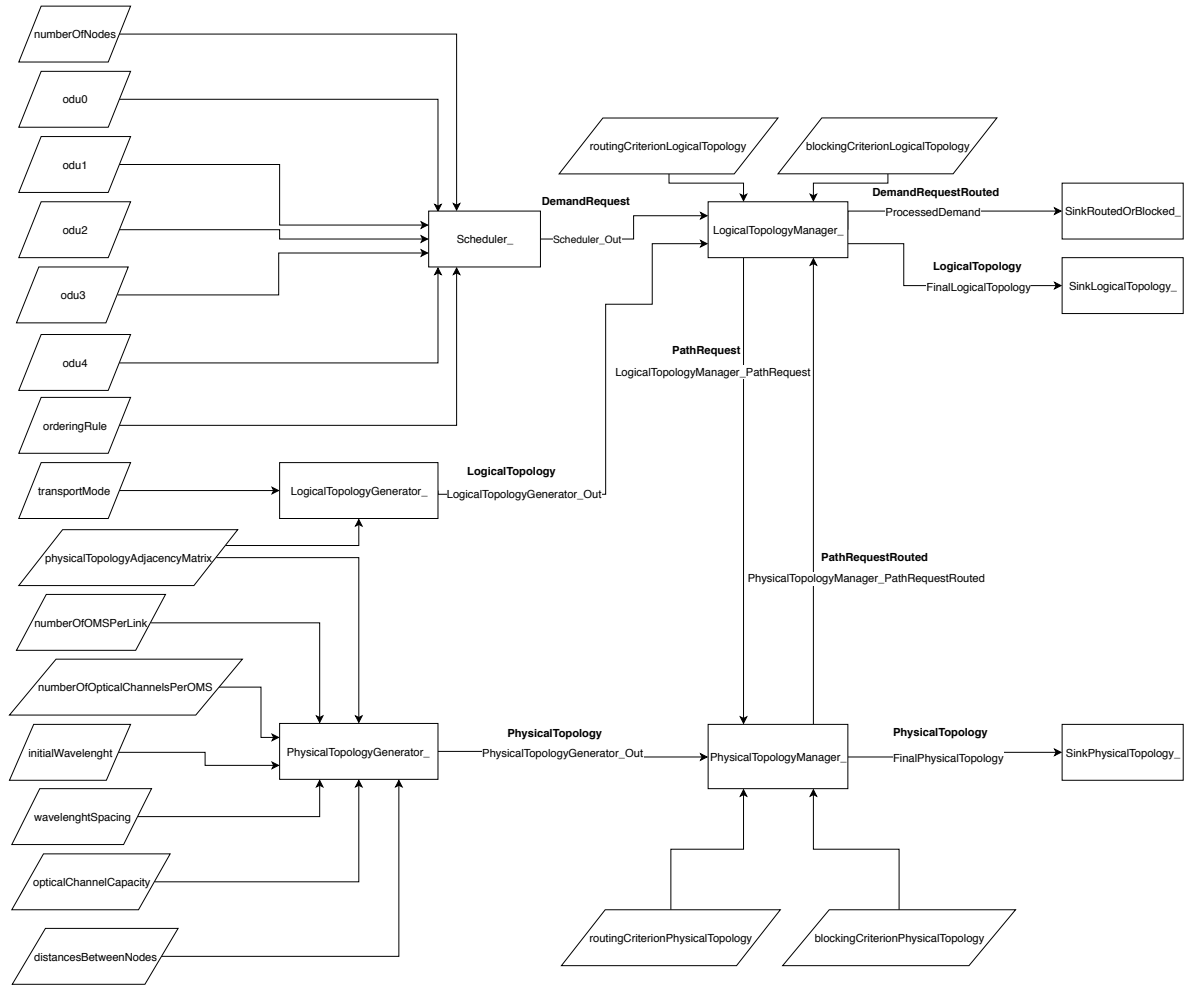 numberOfNodes
odu0
odu1
odu2
odu3
odu4
orderingRule
transportMode
physicalTopologyAdjacencyMatrix
numberOfOMSPerLink
numberOfOpticalChannelsPerOMS
initialWavelenght
wavelenghtSpacing
opticalChannelCapacity
distancesBetweenNodes
Scheduler_
DemandRequest
Scheduler_Out
LogicalTopologyGenerator_
LogicalTopology
LogicalTopologyGenerator_Out
PhysicalTopologyGenerator_
PhysicalTopology
PhysicalTopologyGenerator_Out
routingCriterionLogicalTopology
blockingCriterionLogicalTopology
LogicalTopologyManager_
DemandRequestRouted
ProcessedDemand
SinkRoutedOrBlocked_
LogicalTopology
FinalLogicalTopology
SinkLogicalTopology_
PathRequest
LogicalTopologyManager_PathRequest
PathRequestRouted
PhysicalTopologyManager_PathRequestRouted
PhysicalTopologyManager_
PhysicalTopology
FinalPhysicalTopology
SinkPhysicalTopology_
routingCriterionPhysicalTopology
blockingCriterionPhysicalTopology